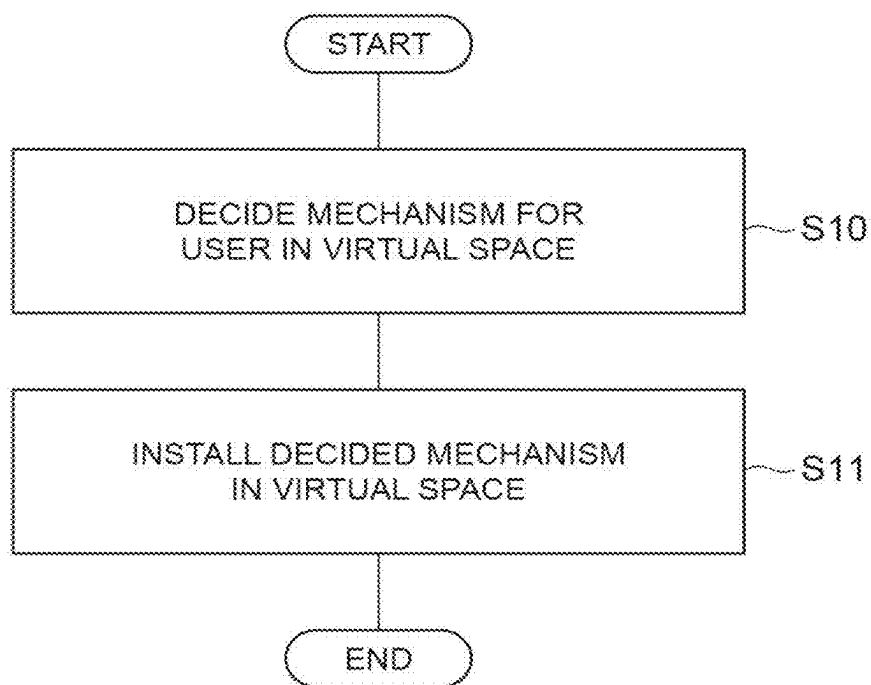 START
DECIDE MECHANISM FOR
USER IN VIRTUAL SPACE
S10
INSTALL DECIDED MECHANISM
IN VIRTUAL SPACE
S11
END